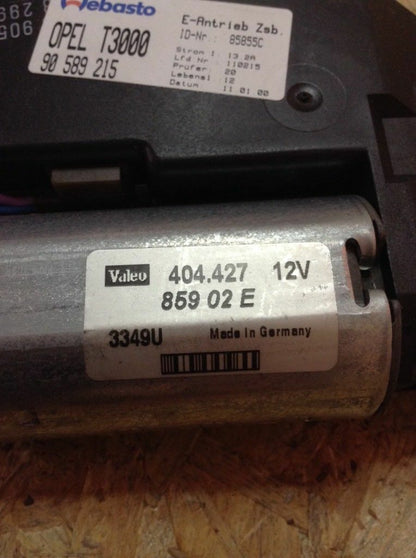 Webasto
OPEL T3000
90 589 215
E-Antrieb Zsb.
ID-Nr: 85855C
Strom I: 13.2A
Lfd Nr: 110215
Prüfer: 20
Lebensl 12
Datum 11 01 00
Valeo 404.427 12V
859 02 E
3349U Made in Germany